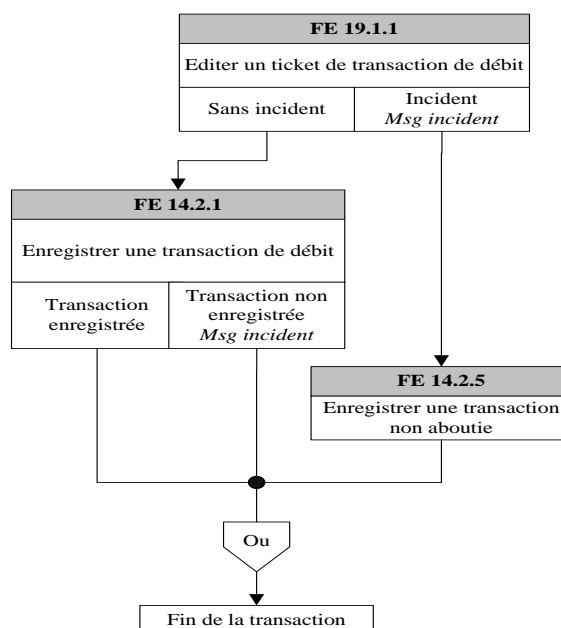 FE 19.1.1
Editer un ticket de transaction de débit
Sans incident
Incident
Msg incident
FE 14.2.1
Enregistrer une transaction de débit
Transaction
enregistrée
Transaction non
enregistrée
Msg incident
FE 14.2.5
Enregistrer une transaction
non aboutie
Ou
Fin de la transaction